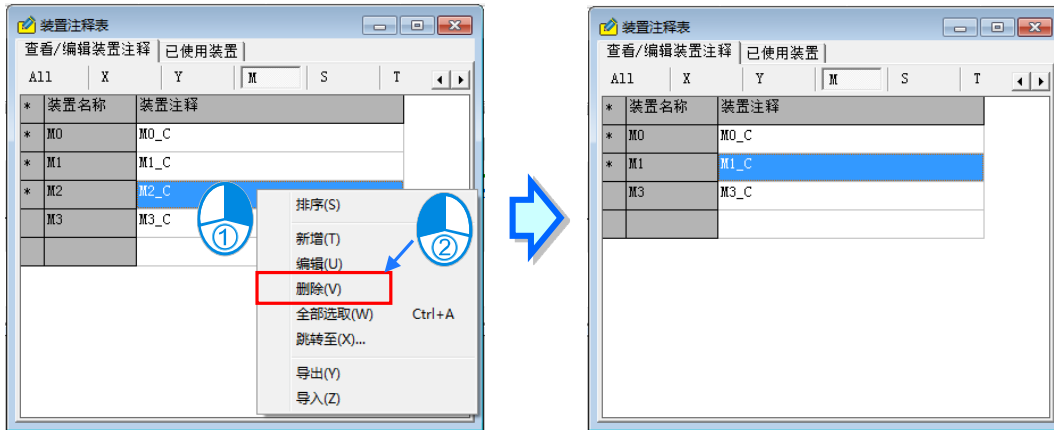 装置注释表
查看/编辑装置注释 已使用装置
All X Y M S T
* 装置名称 装置注释
* M0 M0_C
* M1 M1_C
* M2 M2_C
M3 M3_C
①
②
排序(S)
新增(T)
编辑(U)
删除(V)
全部选取(W) Ctrl+A
跳转至(X)...
导出(Y)
导入(Z)
装置注释表
查看/编辑装置注释 已使用装置
All X Y M S T
* 装置名称 装置注释
* M0 M0_C
* M1 M1_C
M3 M3_C